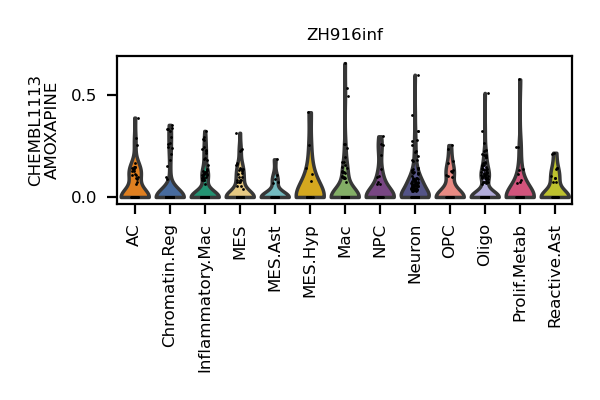 ZH916inf
CHEMBL1113
AMOXAPINE
0.5
0.0
AC
Chromatin.Reg
Inflammatory.Mac
MES
MES.Ast
MES.Hyp
Mac
NPC
Neuron
OPC
Oligo
Prolif.Metab
Reactive.Ast